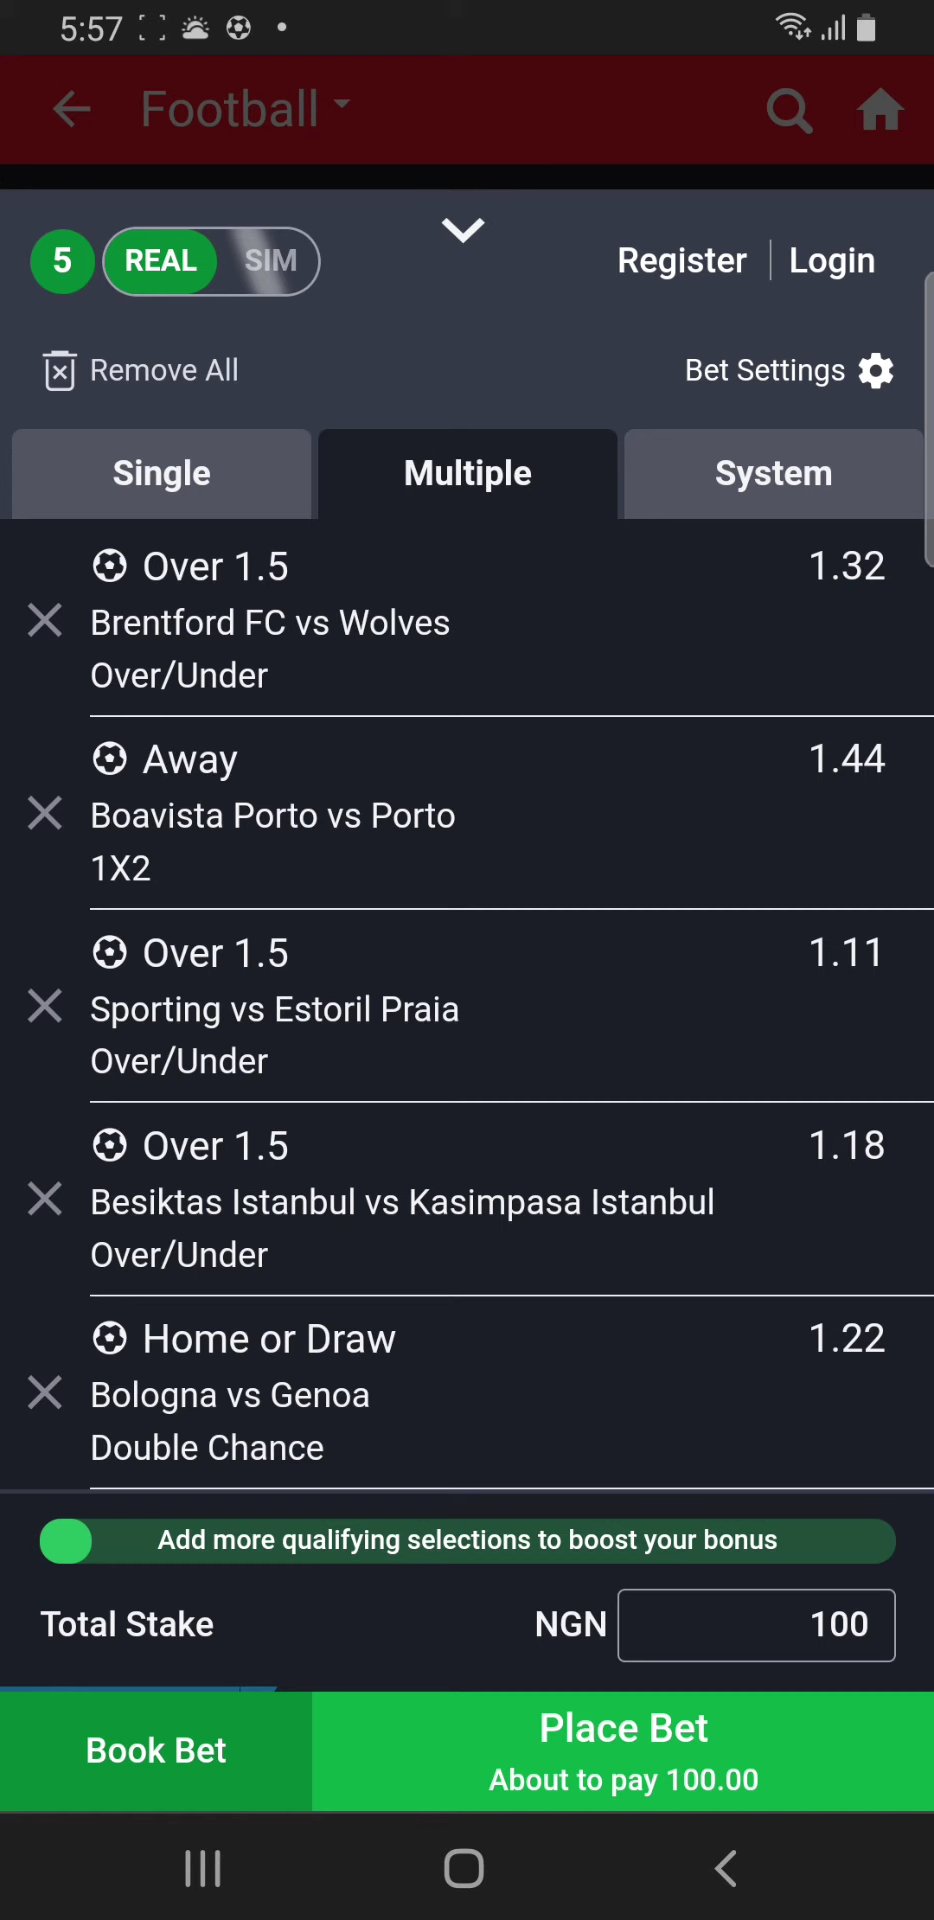 5:57
Football
5 REAL SIM Register Login
Remove All Bet Settings
Single Multiple System
Over 1.5 1.32
Brentford FC vs Wolves
Over/Under
Away 1.44
Boavista Porto vs Porto
1X2
Over 1.5 1.11
Sporting vs Estoril Praia
Over/Under
Over 1.5 1.18
Besiktas Istanbul vs Kasimpasa Istanbul
Over/Under
Home or Draw 1.22
Bologna vs Genoa
Double Chance
Add more qualifying selections to boost your bonus
Total Stake NGN 100
Book Bet Place Bet
About to pay 100.00